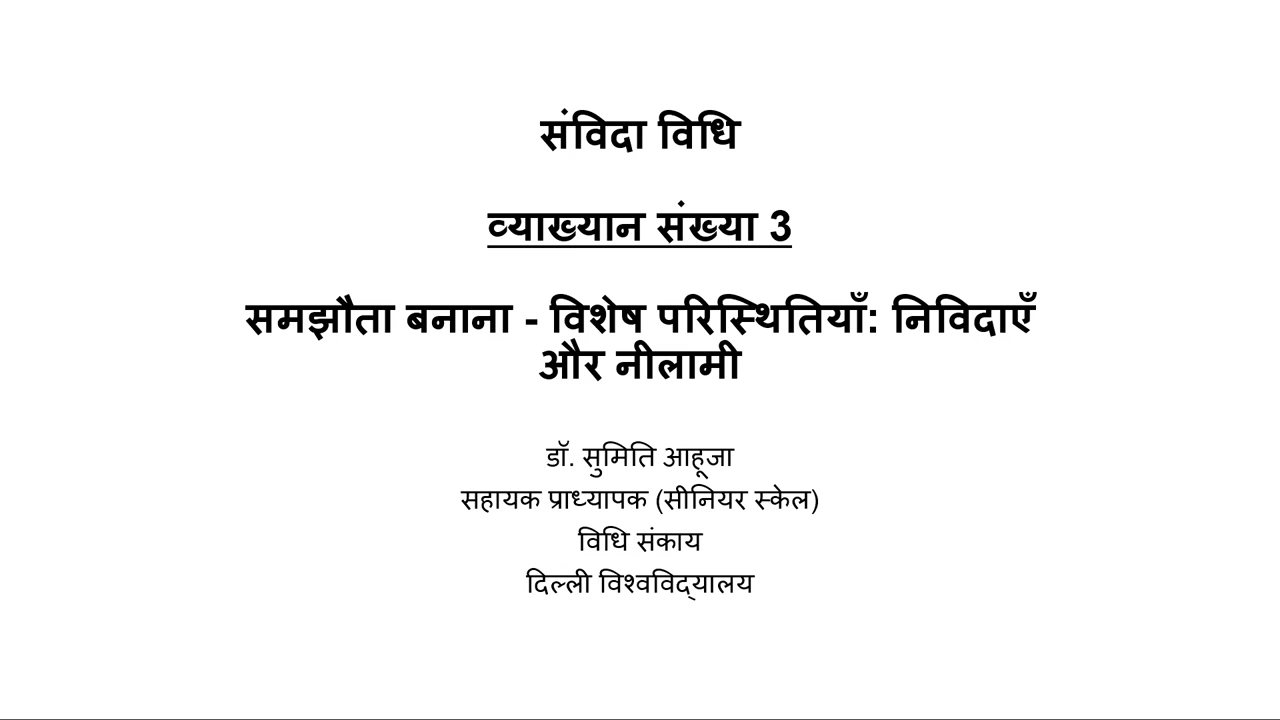 संविदा विधि
व्याख्यान संख्या 3
समझौता बनाना - विशेष परिस्थितियाँ: निविदाएँ
और नीलामी
डॉ. सुमिति आहूजा
सहायक प्राध्यापक (सीनियर स्केल)
विधि संकाय
दिल्ली विश्वविद्यालय